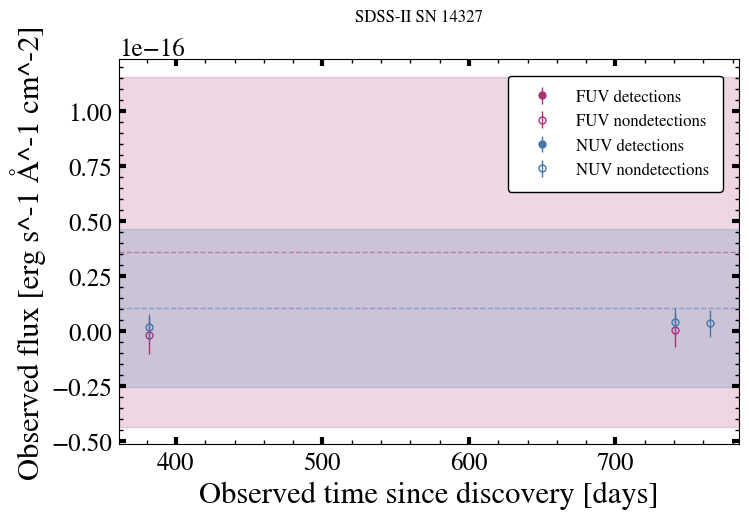 SDSS-II SN 14327
1e−16
Observed flux [erg s^-1 Å^-1 cm^-2]
1.00
0.75
0.50
0.25
0.00
−0.25
−0.50
FUV detections
FUV nondetections
NUV detections
NUV nondetections
400
500
600
700
Observed time since discovery [days]